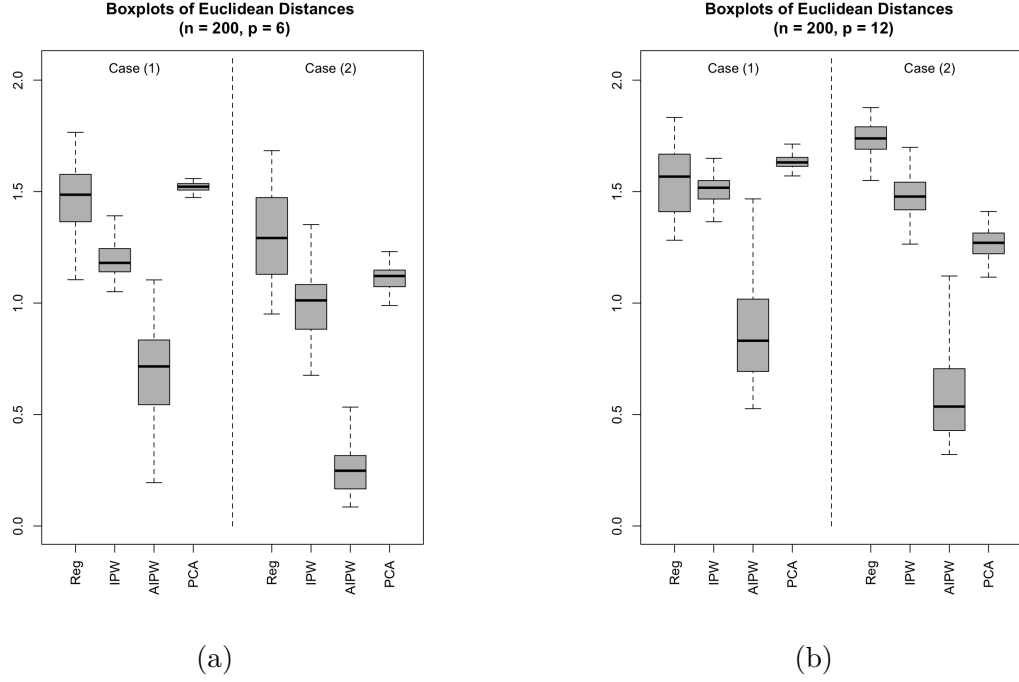 Boxplots of Euclidean Distances
(n = 200, p = 6)
Case (1)
Case (2)
2.0
1.5
1.0
0.5
0.0
Reg
IPW
AIPW
PCA
Reg
IPW
AIPW
PCA
(a)
Boxplots of Euclidean Distances
(n = 200, p = 12)
Case (1)
Case (2)
2.0
1.5
1.0
0.5
0.0
Reg
IPW
AIPW
PCA
Reg
IPW
AIPW
PCA
(b)